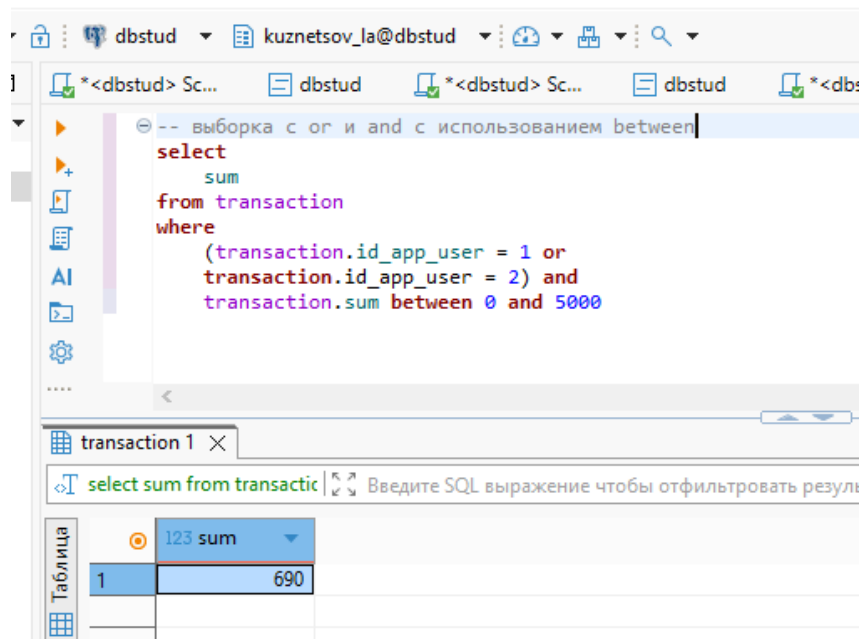 dbstud kuznetsov_la@dbstud
*<dbstud> Sc... dbstud *<dbstud> Sc... dbstud *<dbs
-- выборка с or и and с использованием between
select
sum
from transaction
where
(transaction.id_app_user = 1 or
transaction.id_app_user = 2) and
transaction.sum between 0 and 5000
AI
transaction 1
select sum from transactic Введите SQL выражение чтобы отфильтровать резуль
Таблица
123 sum
1 690